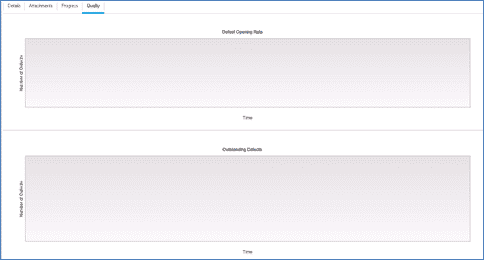 Details Attachments Progress Quality
Defect Opening Rate
Number of Defects
Time
Outstanding Defects
Number of Defects
Time